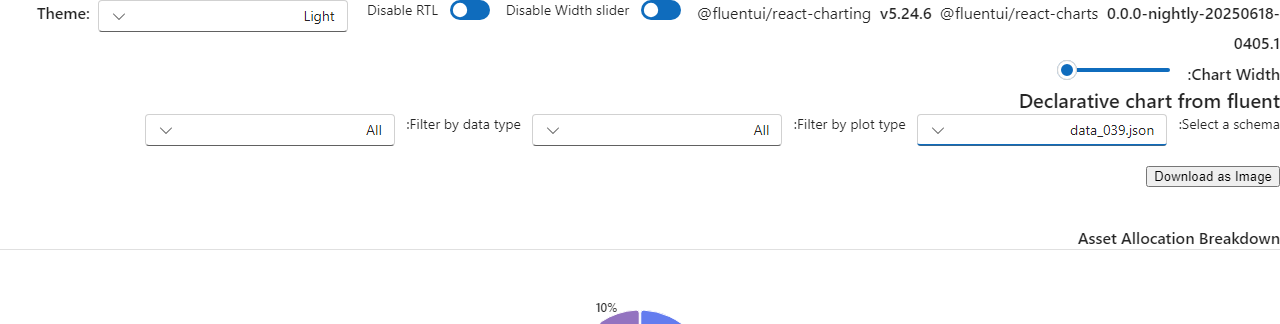 Theme: Light Disable RTL Disable Width slider @fluentui/react-charting v5.24.6 @fluentui/react-charts 0.0.0-nightly-20250618-
0405.1
:Chart Width
Declarative chart from fluent
:Select a schema data_039.json :Filter by plot type All :Filter by data type All
Download as Image
Asset Allocation Breakdown
10%